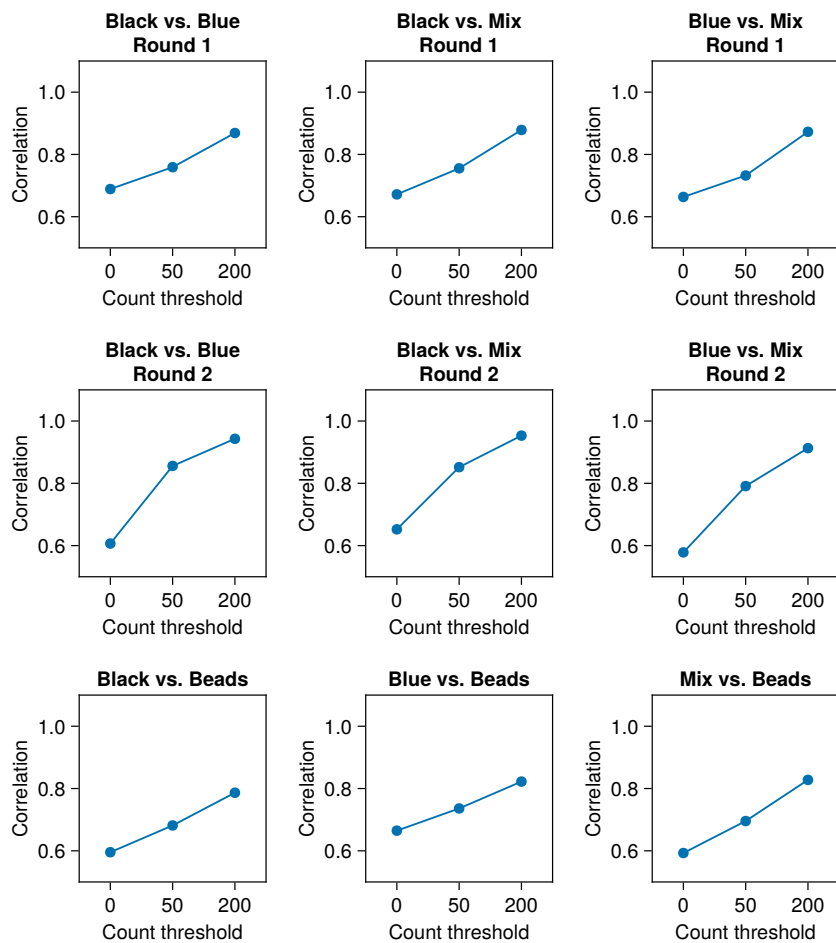 Black vs. Blue
Round 1
Black vs. Mix
Round 1
Blue vs. Mix
Round 1
Correlation
1.0
0.8
0.6
0 50 200
Count threshold
Correlation
1.0
0.8
0.6
0 50 200
Count threshold
Correlation
1.0
0.8
0.6
0 50 200
Count threshold
Black vs. Blue
Round 2
Black vs. Mix
Round 2
Blue vs. Mix
Round 2
Correlation
1.0
0.8
0.6
0 50 200
Count threshold
Correlation
1.0
0.8
0.6
0 50 200
Count threshold
Correlation
1.0
0.8
0.6
0 50 200
Count threshold
Black vs. Beads
Blue vs. Beads
Mix vs. Beads
Correlation
1.0
0.8
0.6
0 50 200
Count threshold
Correlation
1.0
0.8
0.6
0 50 200
Count threshold
Correlation
1.0
0.8
0.6
0 50 200
Count threshold